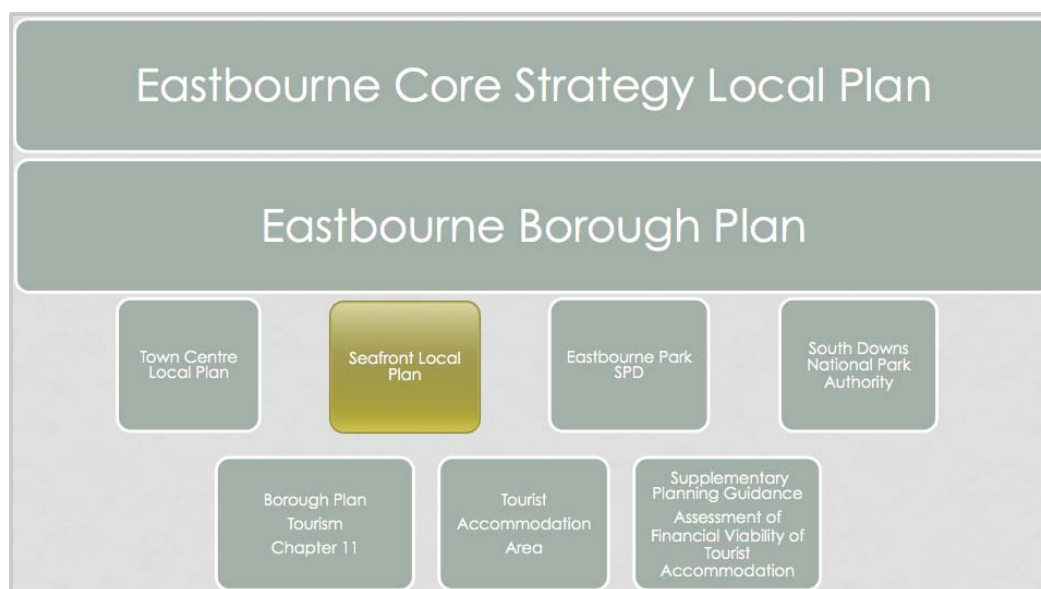 Eastbourne Core Strategy Local Plan
Eastbourne Borough Plan
Town Centre
Local Plan
Seafront Local
Plan
Eastbourne Park
SPD
South Downs
National Park
Authority
Borough Plan
Tourism
Chapter 11
Tourist
Accommodation
Area
Supplementary
Planning Guidance
Assessment of
Financial Viability of
Tourist
Accommodation